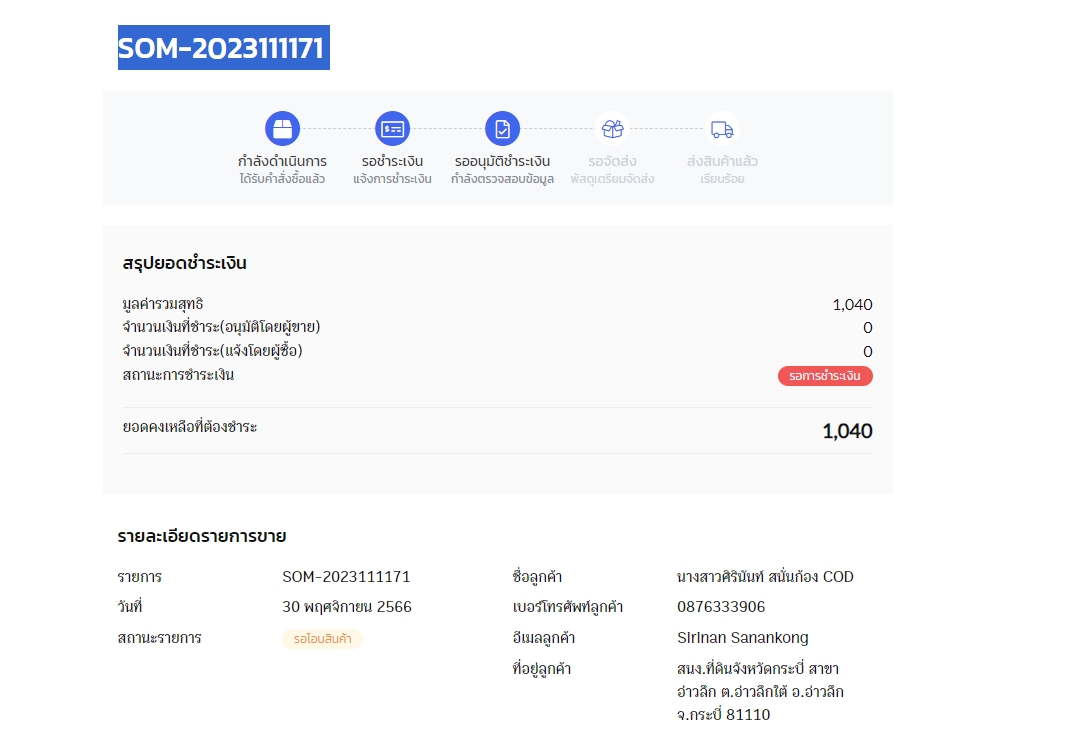 SOM-2023111171
กำลังดำเนินการ
ได้รับคำสั่งซื้อแล้ว
รอชำระเงิน
แจ้งการชำระเงิน
รออนุมัติชำระเงิน
กำลังตรวจสอบข้อมูล
รอจัดส่ง
พัสดุเตรียมจัดส่ง
ส่งสินค้าแล้ว
เรียบร้อย
สรุปยอดชำระเงิน
มูลค่ารวมสุทธิ 1,040
จำนวนเงินที่ชำระ(อนุมัติโดยผู้ขาย) 0
จำนวนเงินที่ชำระ(แจ้งโดยผู้ซื้อ) 0
สถานะการชำระเงิน รอการชำระเงิน
ยอดคงเหลือที่ต้องชำระ 1,040
รายละเอียดรายการขาย
รายการ SOM-2023111171
วันที่ 30 พฤศจิกายน 2566
สถานะรายการ รอโอนสินค้า
ชื่อลูกค้า นางสาวศิรินันท์ สนั่นก้อง COD
เบอร์โทรศัพท์ลูกค้า 0876333906
อีเมลลูกค้า Sirinan Sanankong
ที่อยู่ลูกค้า สนง.ที่ดินจังหวัดกระบี่ สาขา
อ่าวลึก ต.อ่าวลึกใต้ อ.อ่าวลึก
จ.กระบี่ 81110